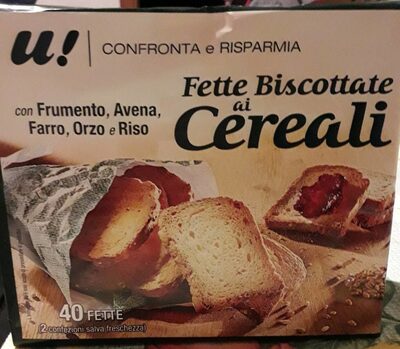 u! CONFRONTA e RISPARMIA
Fette Biscottate
ai
Cereali
con Frumento, Avena,
Farro, Orzo e Riso
40 FETTE
(2 confezioni salva freschezza)